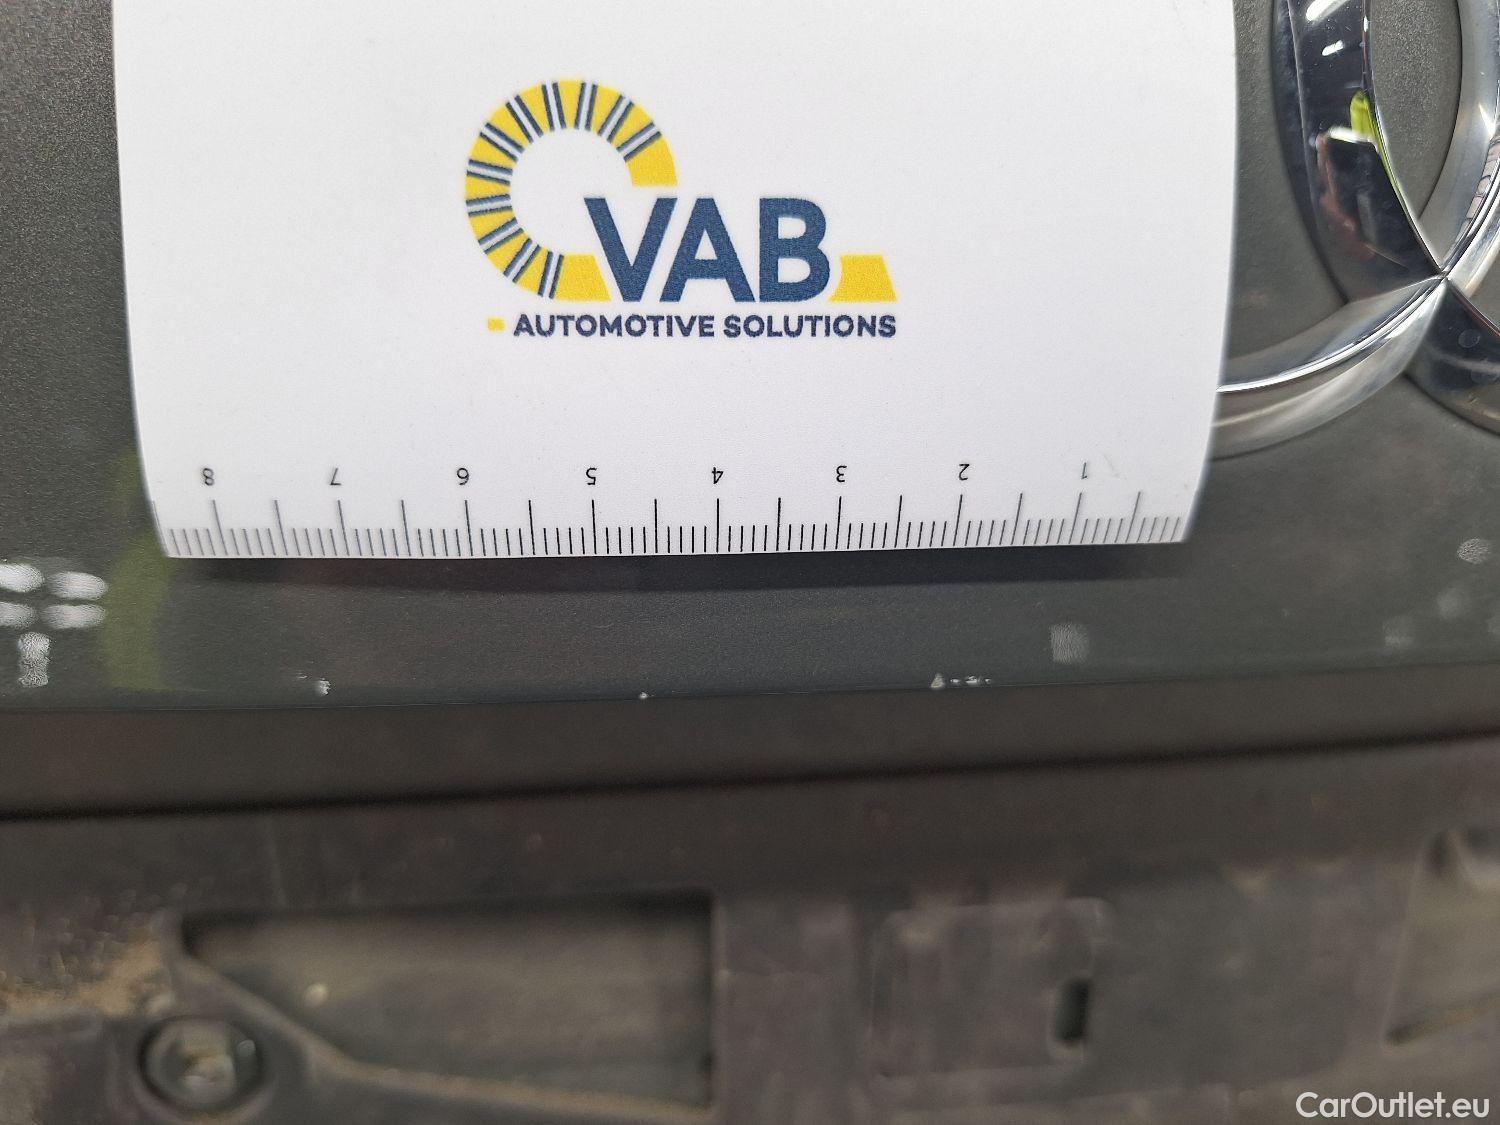 VAB
AUTOMOTIVE SOLUTIONS
8 7 6 5 4 3 2 1
CarOutlet.eu